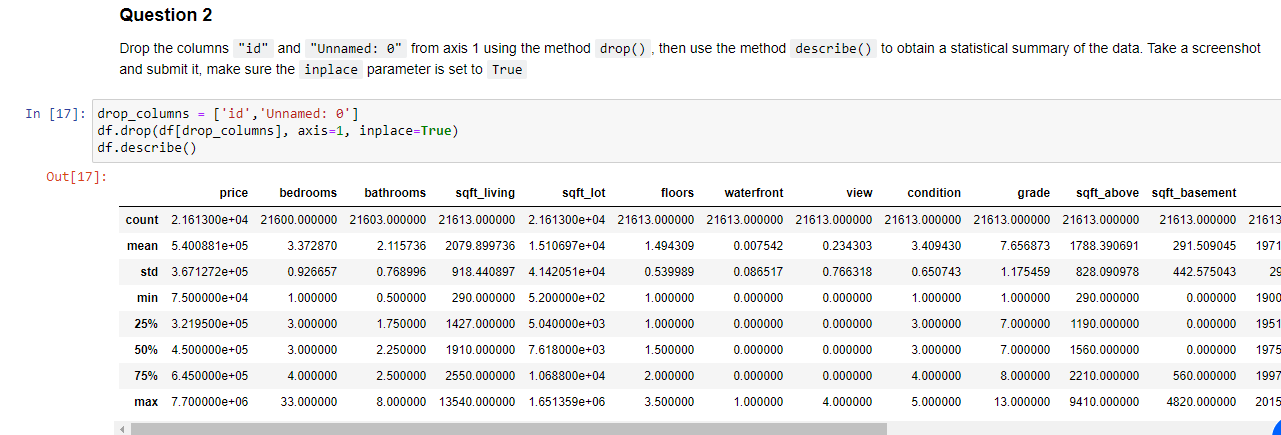 Question 2
Drop the columns "id" and "Unnamed: 0" from axis 1 using the method drop() , then use the method describe() to obtain a statistical summary of the data. Take a screenshot
and submit it, make sure the inplace parameter is set to True
In [17]: drop_columns = ['id','Unnamed: 0']
df.drop(df[drop_columns], axis=1, inplace=True)
df.describe()
Out[17]:
price bedrooms bathrooms sqft_living sqft_lot floors waterfront view condition grade sqft_above sqft_basement
count 2.161300e+04 21600.000000 21603.000000 21613.000000 2.161300e+04 21613.000000 21613.000000 21613.000000 21613.000000 21613.000000 21613.000000 21613.000000 21613
mean 5.400881e+05 3.372870 2.115736 2079.899736 1.510697e+04 1.494309 0.007542 0.234303 3.409430 7.656873 1788.390691 291.509045 1971
std 3.671272e+05 0.926657 0.768996 918.440897 4.142051e+04 0.539989 0.086517 0.766318 0.650743 1.175459 828.090978 442.575043 29
min 7.500000e+04 1.000000 0.500000 290.000000 5.200000e+02 1.000000 0.000000 0.000000 1.000000 1.000000 290.000000 0.000000 1900
25% 3.219500e+05 3.000000 1.750000 1427.000000 5.040000e+03 1.000000 0.000000 0.000000 3.000000 7.000000 1190.000000 0.000000 1951
50% 4.500000e+05 3.000000 2.250000 1910.000000 7.618000e+03 1.500000 0.000000 0.000000 3.000000 7.000000 1560.000000 0.000000 1975
75% 6.450000e+05 4.000000 2.500000 2550.000000 1.068800e+04 2.000000 0.000000 0.000000 4.000000 8.000000 2210.000000 560.000000 1997
max 7.700000e+06 33.000000 8.000000 13540.000000 1.651359e+06 3.500000 1.000000 4.000000 5.000000 13.000000 9410.000000 4820.000000 2015